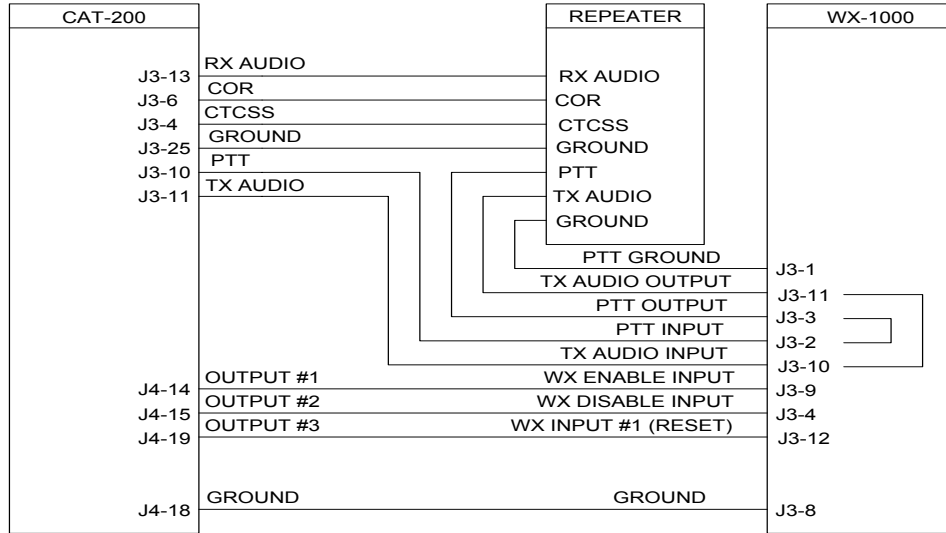 CAT-200 REPEATER WX-1000
RX AUDIO
J3-13 RX AUDIO
COR
J3-6 COR
CTCSS
J3-4 CTCSS
GROUND
J3-25 GROUND
PTT
J3-10 PTT
TX AUDIO
J3-11 TX AUDIO
GROUND
PTT GROUND
J3-1
TX AUDIO OUTPUT
J3-11
PTT OUTPUT
J3-3
PTT INPUT
J3-2
TX AUDIO INPUT
J3-10
OUTPUT #1 WX ENABLE INPUT
J4-14 J3-9
OUTPUT #2 WX DISABLE INPUT
J4-15 J3-4
OUTPUT #3 WX INPUT #1 (RESET)
J4-19 J3-12
GROUND GROUND
J4-18 J3-8